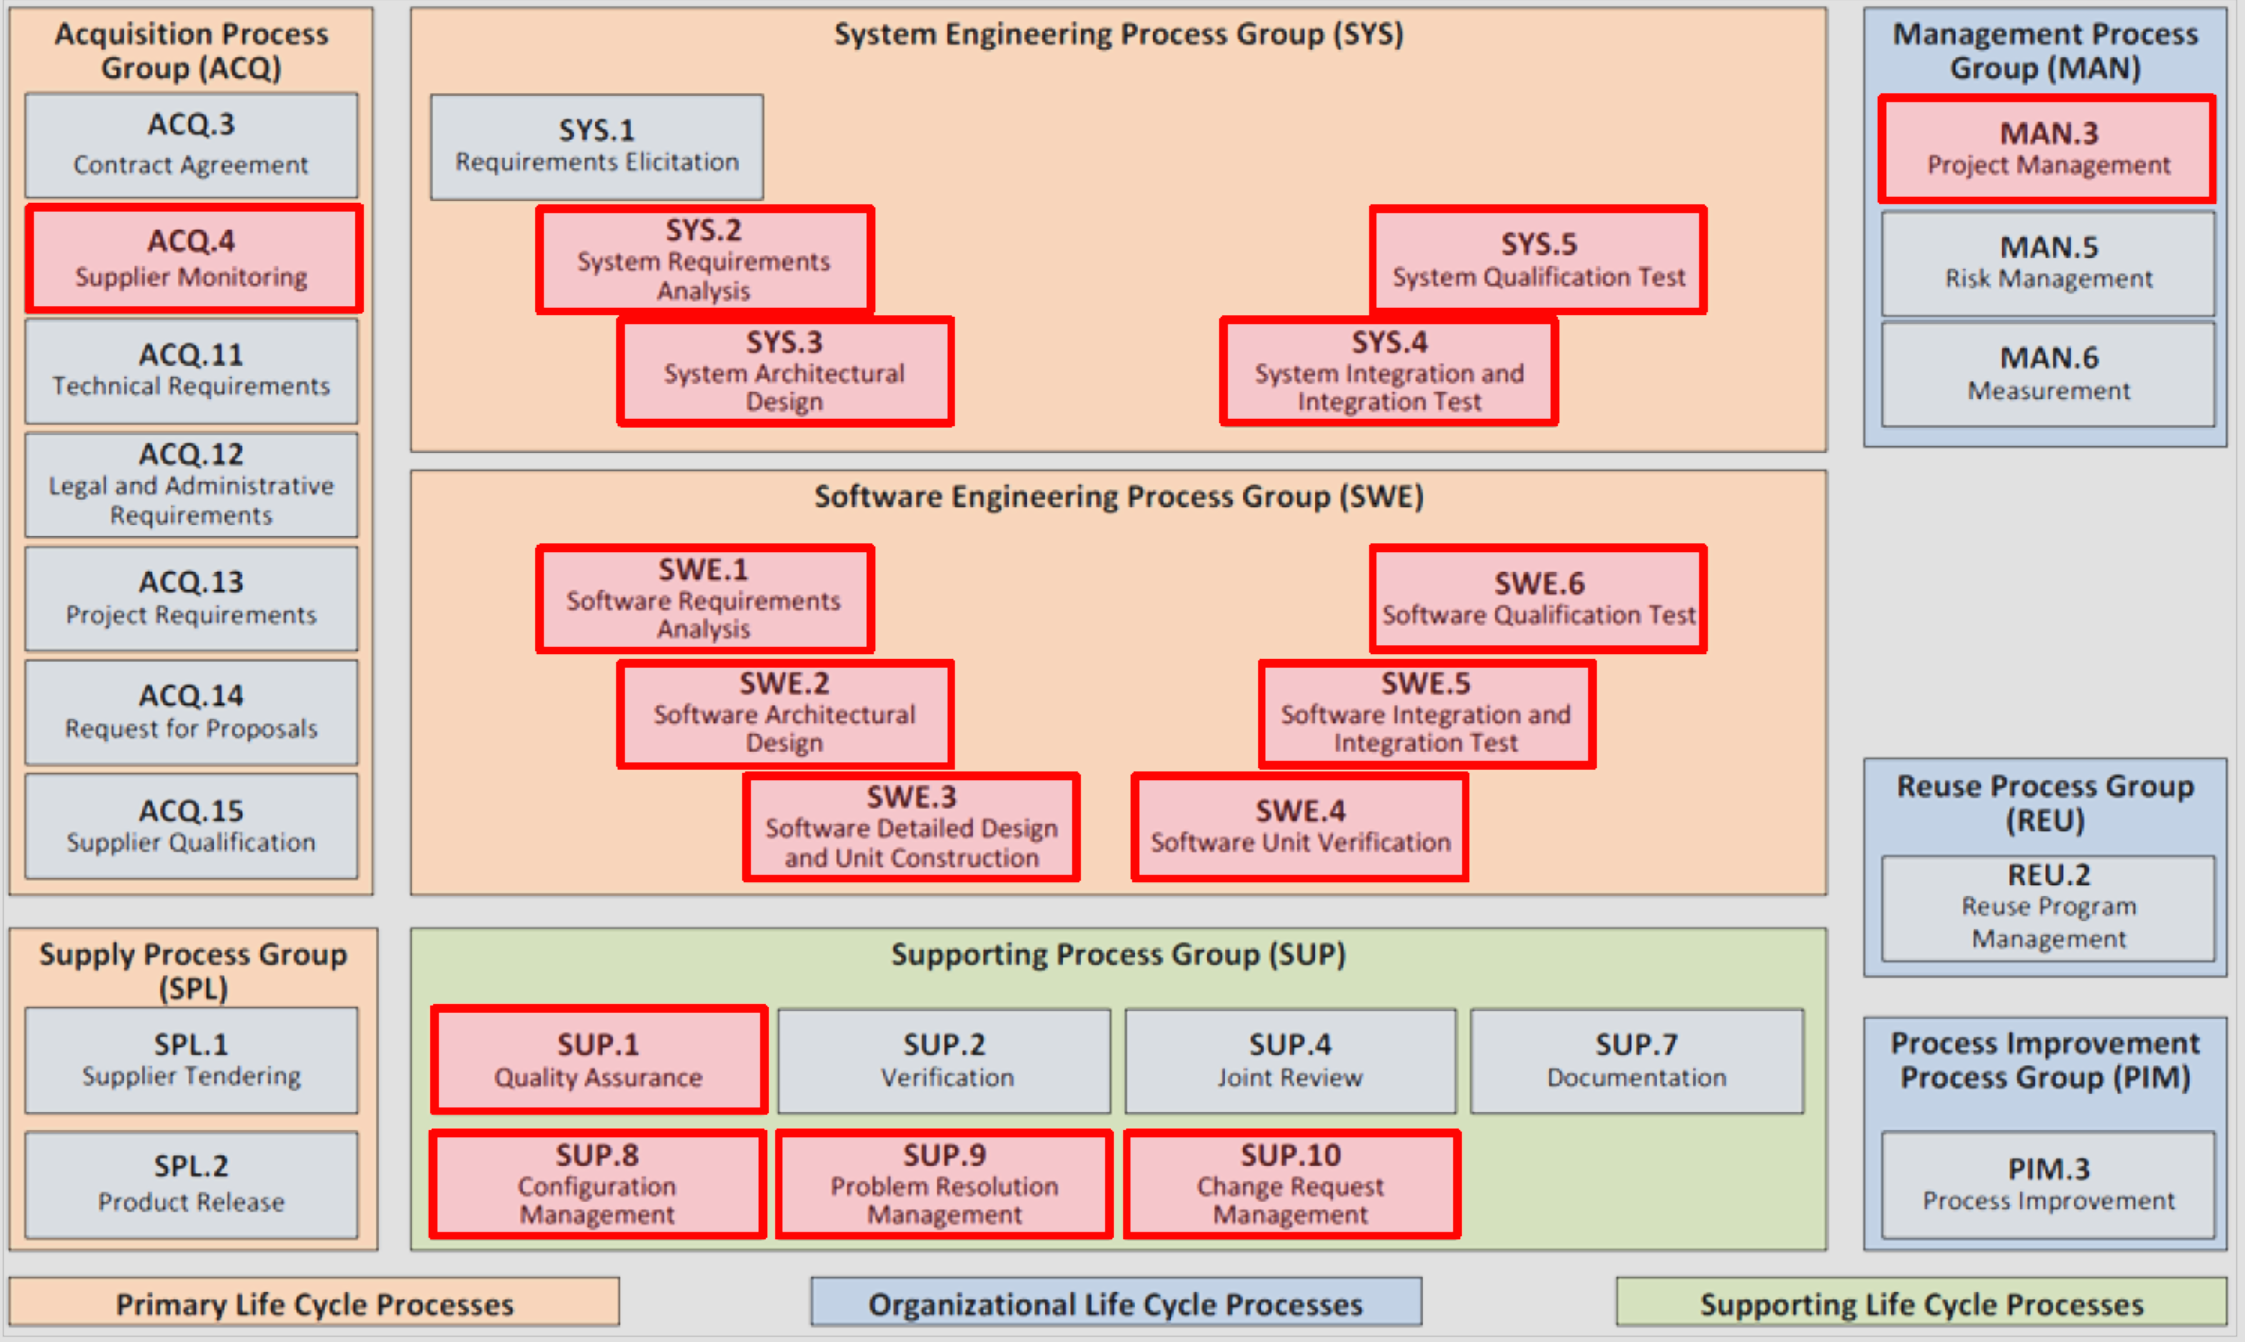 Acquisition Process
Group (ACQ)
ACQ.3
Contract Agreement
ACQ.4
Supplier Monitoring
ACQ.11
Technical Requirements
ACQ.12
Legal and Administrative
Requirements
ACQ.13
Project Requirements
ACQ.14
Request for Proposals
ACQ.15
Supplier Qualification
System Engineering Process Group (SYS)
SYS.1
Requirements Elicitation
SYS.2
System Requirements
Analysis
SYS.3
System Architectural
Design
SYS.5
System Qualification Test
SYS.4
System Integration and
Integration Test
Management Process
Group (MAN)
MAN.3
Project Management
MAN.5
Risk Management
MAN.6
Measurement
Software Engineering Process Group (SWE)
SWE.1
Software Requirements
Analysis
SWE.2
Software Architectural
Design
SWE.3
Software Detailed Design
and Unit Construction
SWE.6
Software Qualification Test
SWE.5
Software Integration and
Integration Test
SWE.4
Software Unit Verification
Reuse Process Group
(REU)
REU.2
Reuse Program
Management
Supply Process Group
(SPL)
SPL.1
Supplier Tendering
SPL.2
Product Release
Supporting Process Group (SUP)
SUP.1
Quality Assurance
SUP.2
Verification
SUP.4
Joint Review
SUP.7
Documentation
SUP.8
Configuration
Management
SUP.9
Problem Resolution
Management
SUP.10
Change Request
Management
Process Improvement
Process Group (PIM)
PIM.3
Process Improvement
Primary Life Cycle Processes
Organizational Life Cycle Processes
Supporting Life Cycle Processes